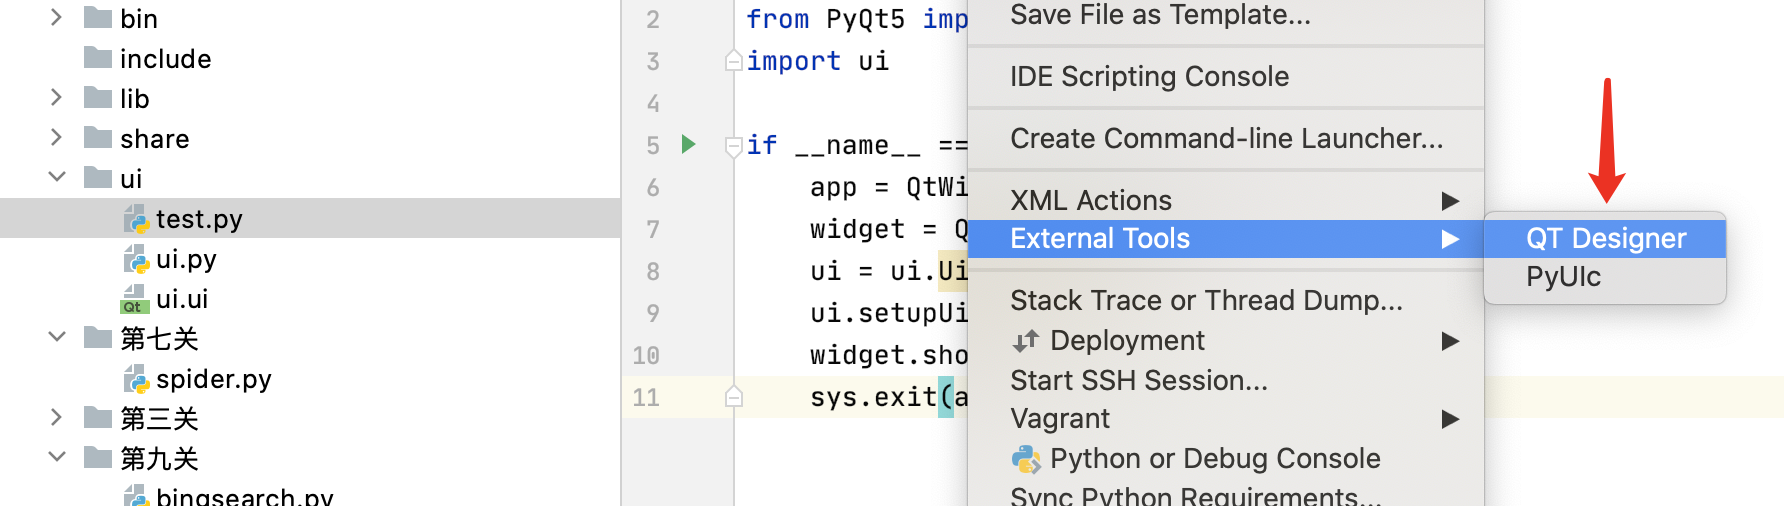 bin
include
lib
share
ui
test.py
ui.py
Qt ui.ui
第七关
spider.py
第三关
第九关
bingsearch.py
2 from PyQt5 imp
3 import ui
4
5 if __name__ ==
6 app = QtWi
7 widget = Q
8 ui = ui.Ui
9 ui.setupUi
10 widget.sho
11 sys.exit(a
Save File as Template...
IDE Scripting Console
Create Command-line Launcher...
XML Actions
External Tools
Stack Trace or Thread Dump...
Deployment
Start SSH Session...
Vagrant
Python or Debug Console
Sync Python Requirements...
QT Designer
PyUIc